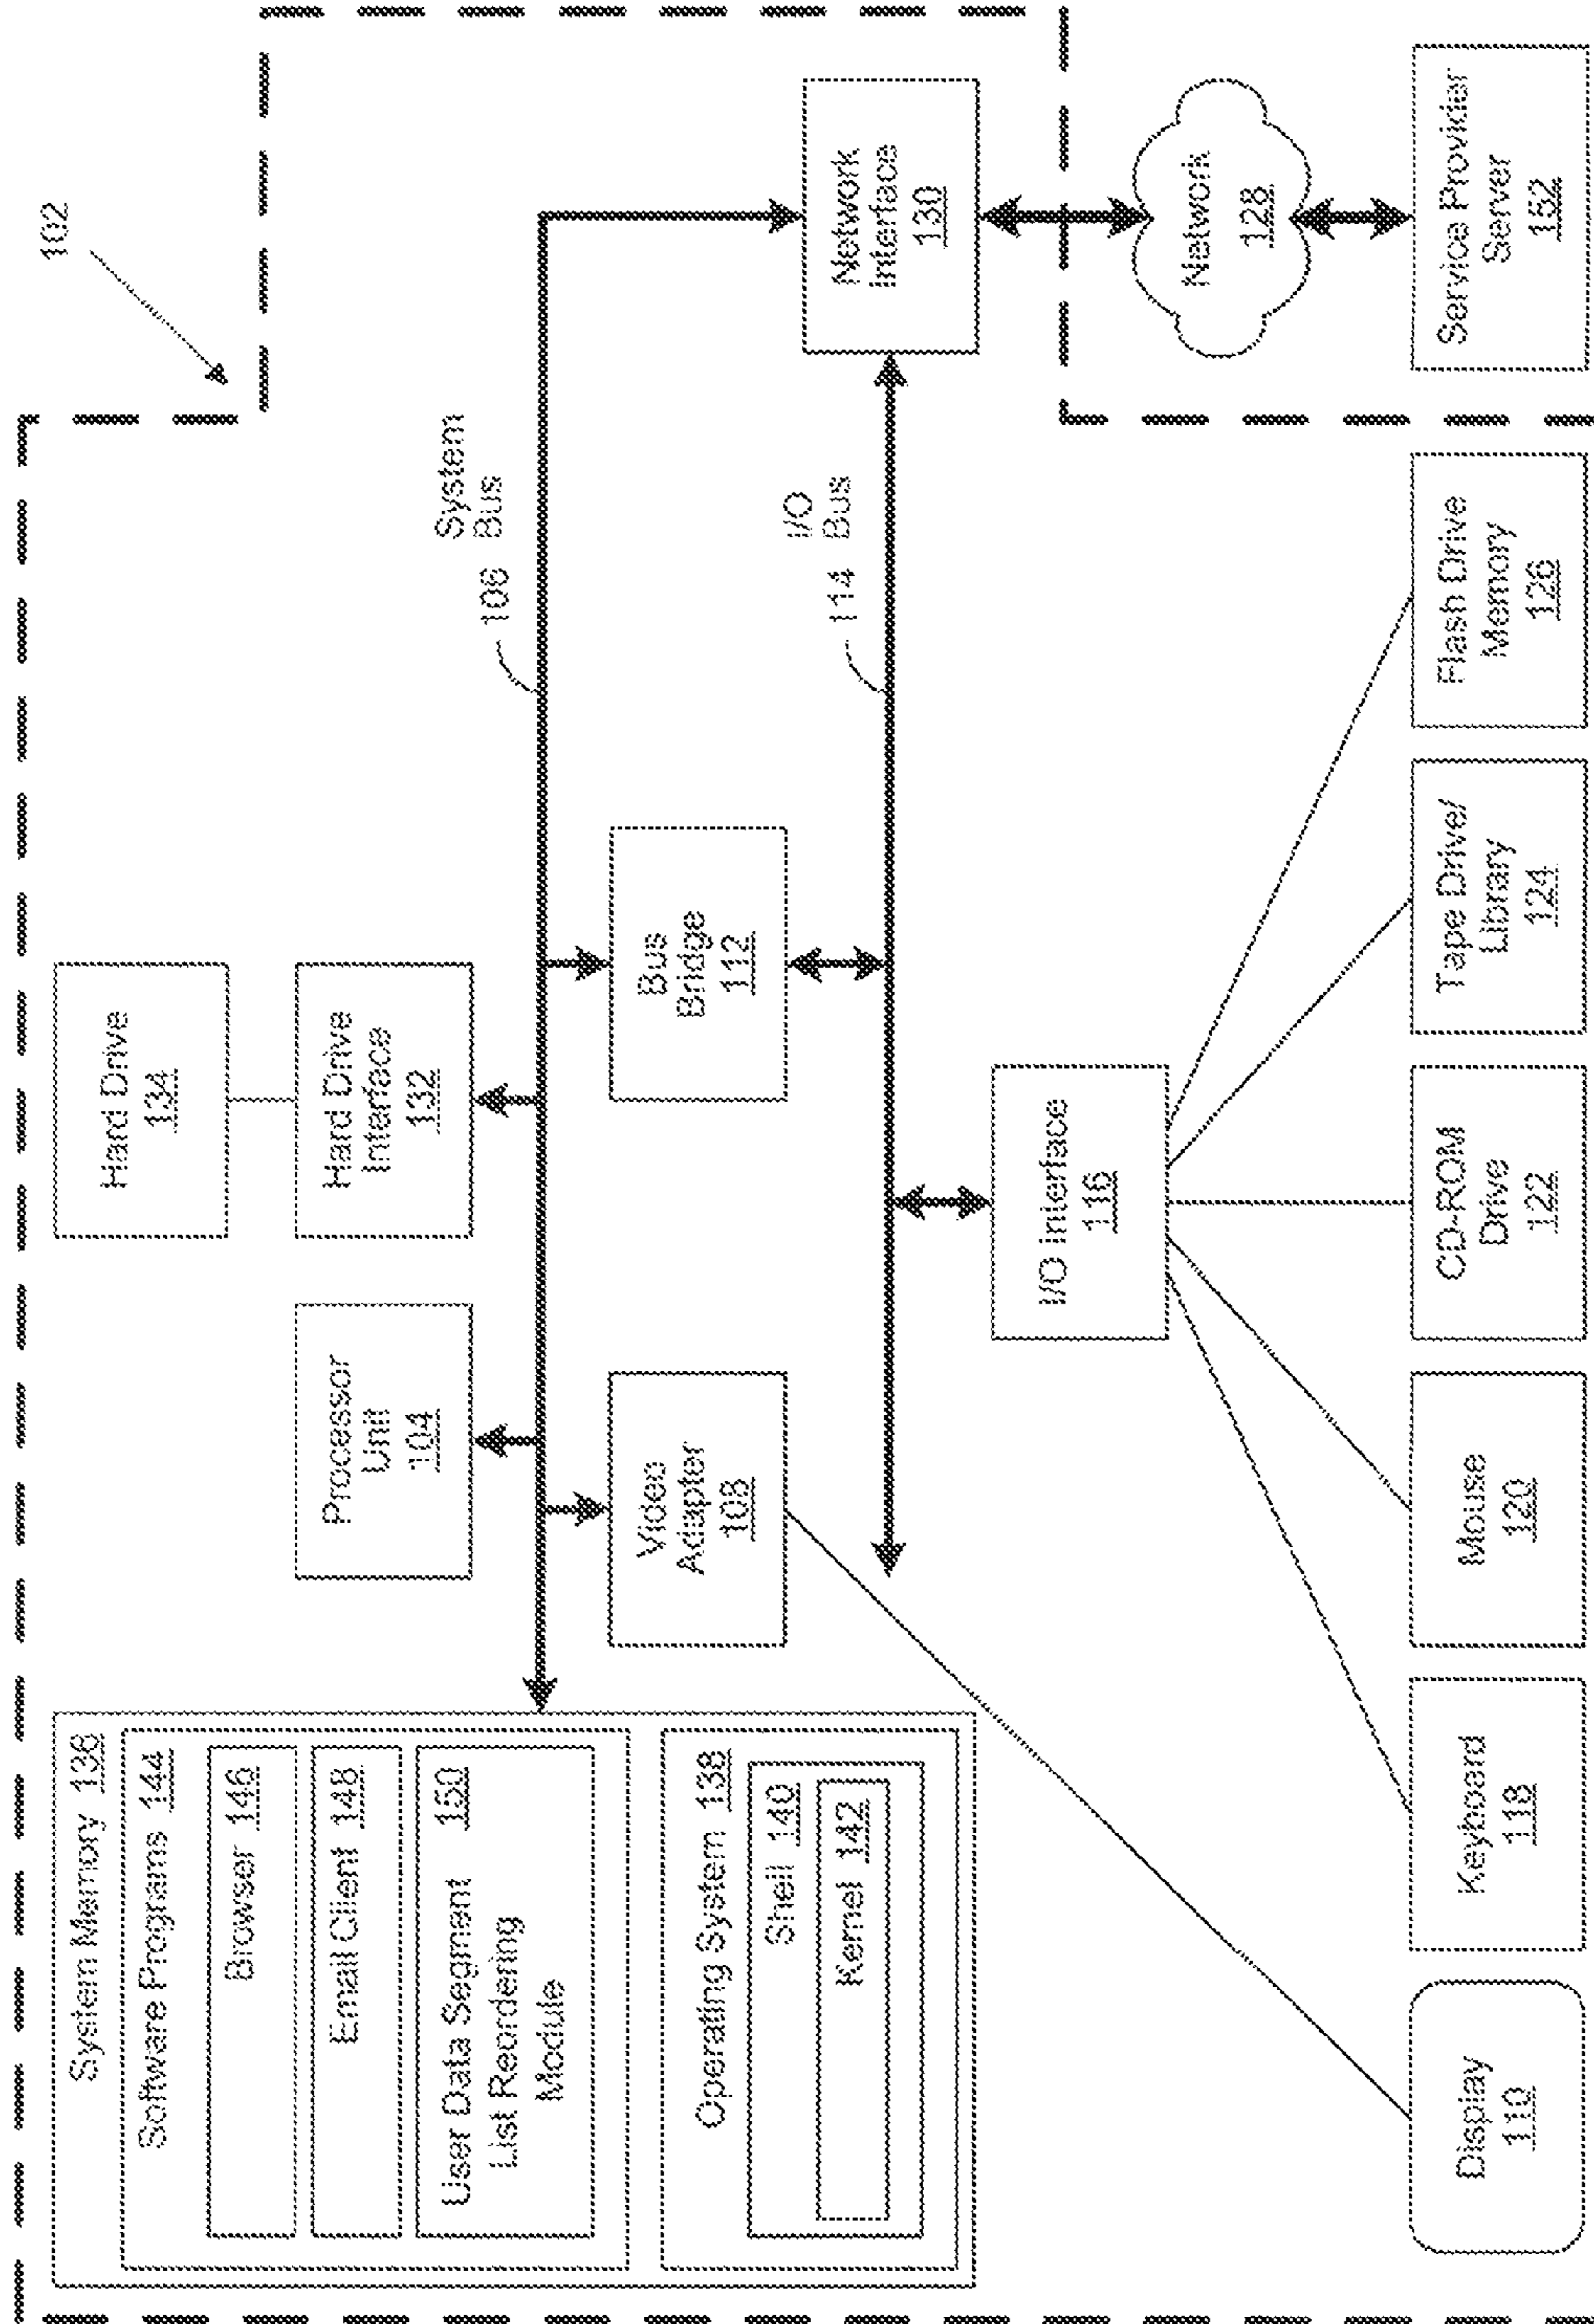 102
System Memory 136
Software Programs 144
Browser 146
Email Client 148
User Data Segment 150
List Reordering
Module
Operating System 138
Shell 140
Kernel 142
Hard Drive
134
Processor
Unit
104
Hard Drive
Interface
132
System
106 Bus
Video
Adapter
108
Bus
Bridge
112
I/O
114 Bus
Network
Interface
130
I/O Interface
116
Network
128
Display
110
Keyboard
118
Mouse
120
CD-ROM
Drive
122
Tape Drive/
Library
124
Flash Drive
Memory
126
Service Provider
Server
152